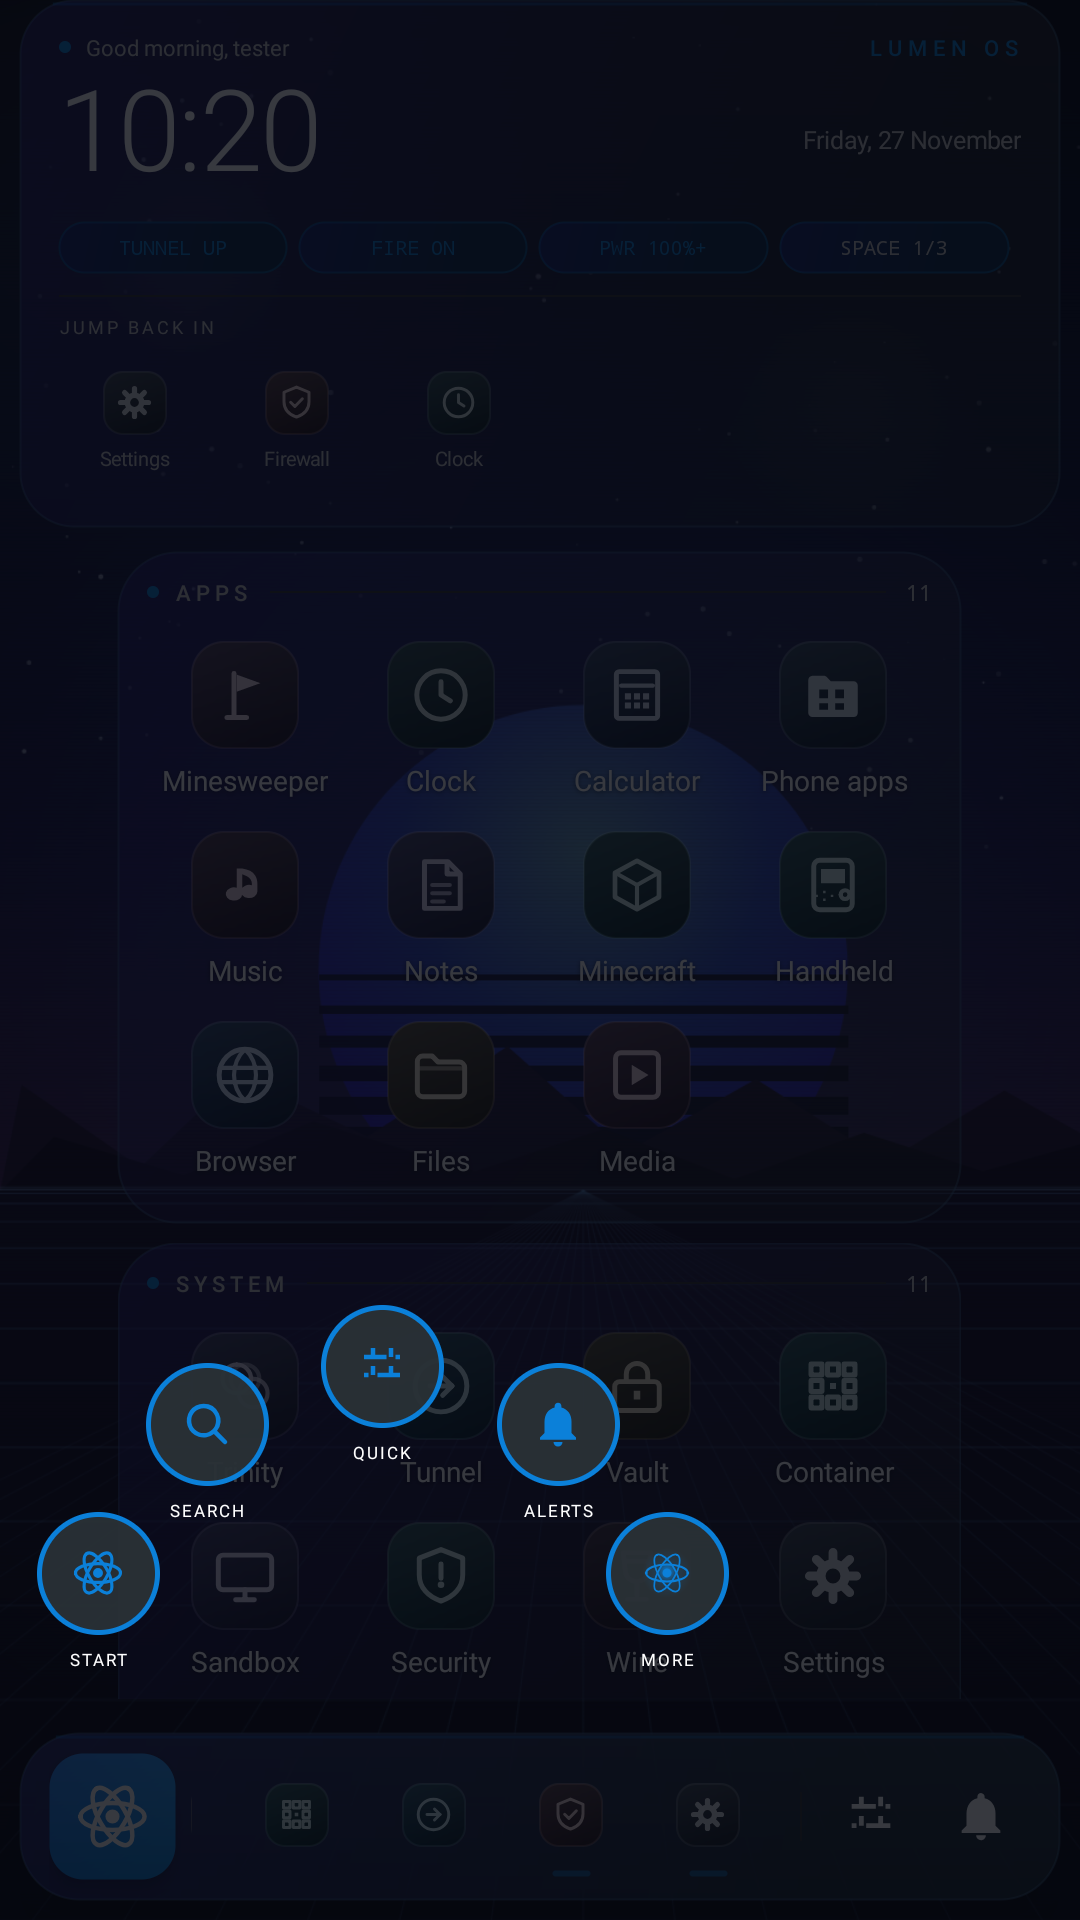 Good morning, tester
LUMEN OS
10:20
Friday, 27 November
TUNNEL UP
FIRE ON
PWR 100%+
SPACE 1/3
JUMP BACK IN
Settings
Firewall
Clock
APPS
11
Minesweeper
Clock
Calculator
Phone apps
Music
Notes
Minecraft
Handheld
Browser
Files
Media
SYSTEM
11
Tunnel
Vault
Container
QUICK
SEARCH
ALERTS
Sandbox
Security
Settings
START
MORE